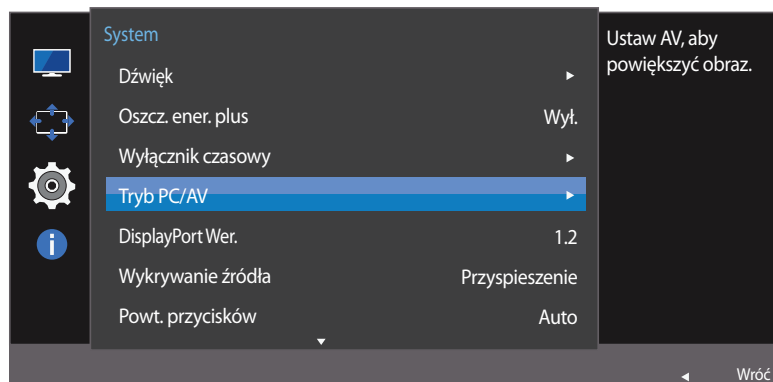 System
Dźwięk
Oszcz. ener. plus Wył.
Wyłącznik czasowy
Tryb PC/AV
DisplayPort Wer. 1.2
Wykrywanie źródła Przyspieszenie
Powt. przycisków Auto
Ustaw AV, aby
powiększyć obraz.
Wróć